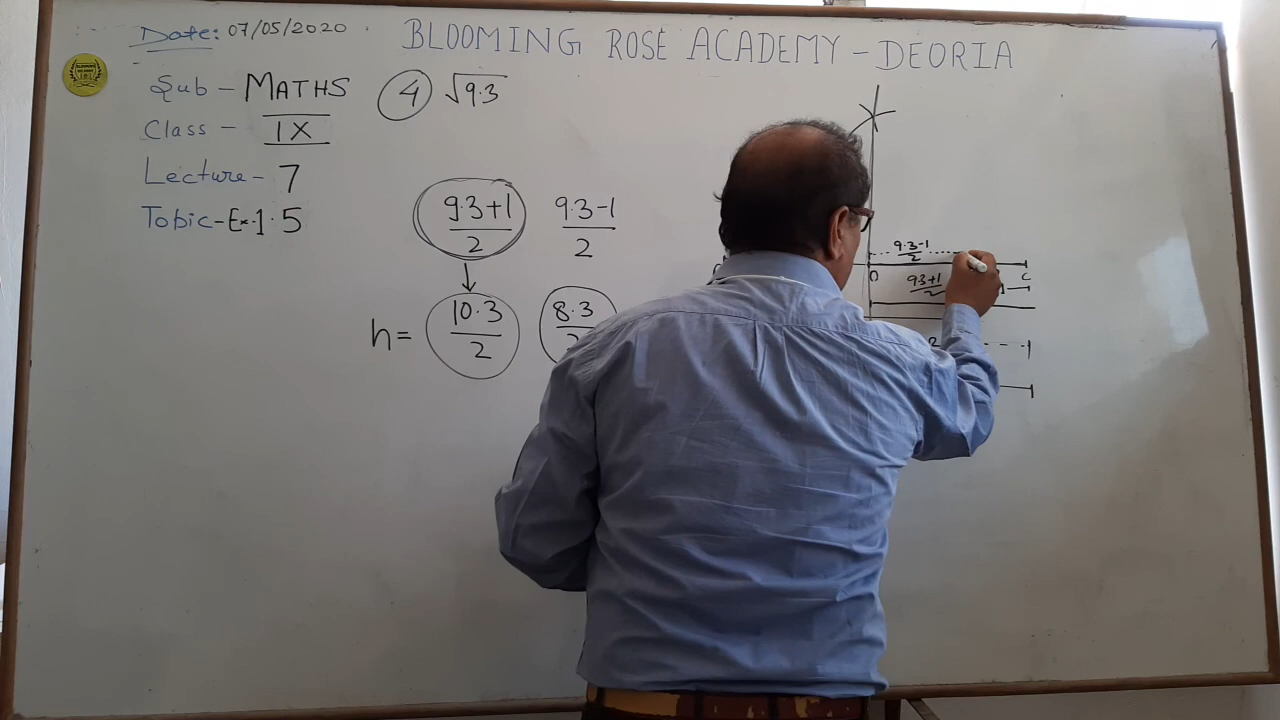 Date: 07/05/2020
BLOOMING ROSE ACADEMY - DEORIA
Sub - MATHS
4 √9.3
Class - IX
Lecture - 7
Tobic - Ex-1.5
9.3+1/2 9.3-1/2
h= 10.3/2 8.3
9.3-1/2
C
9.3+1/2